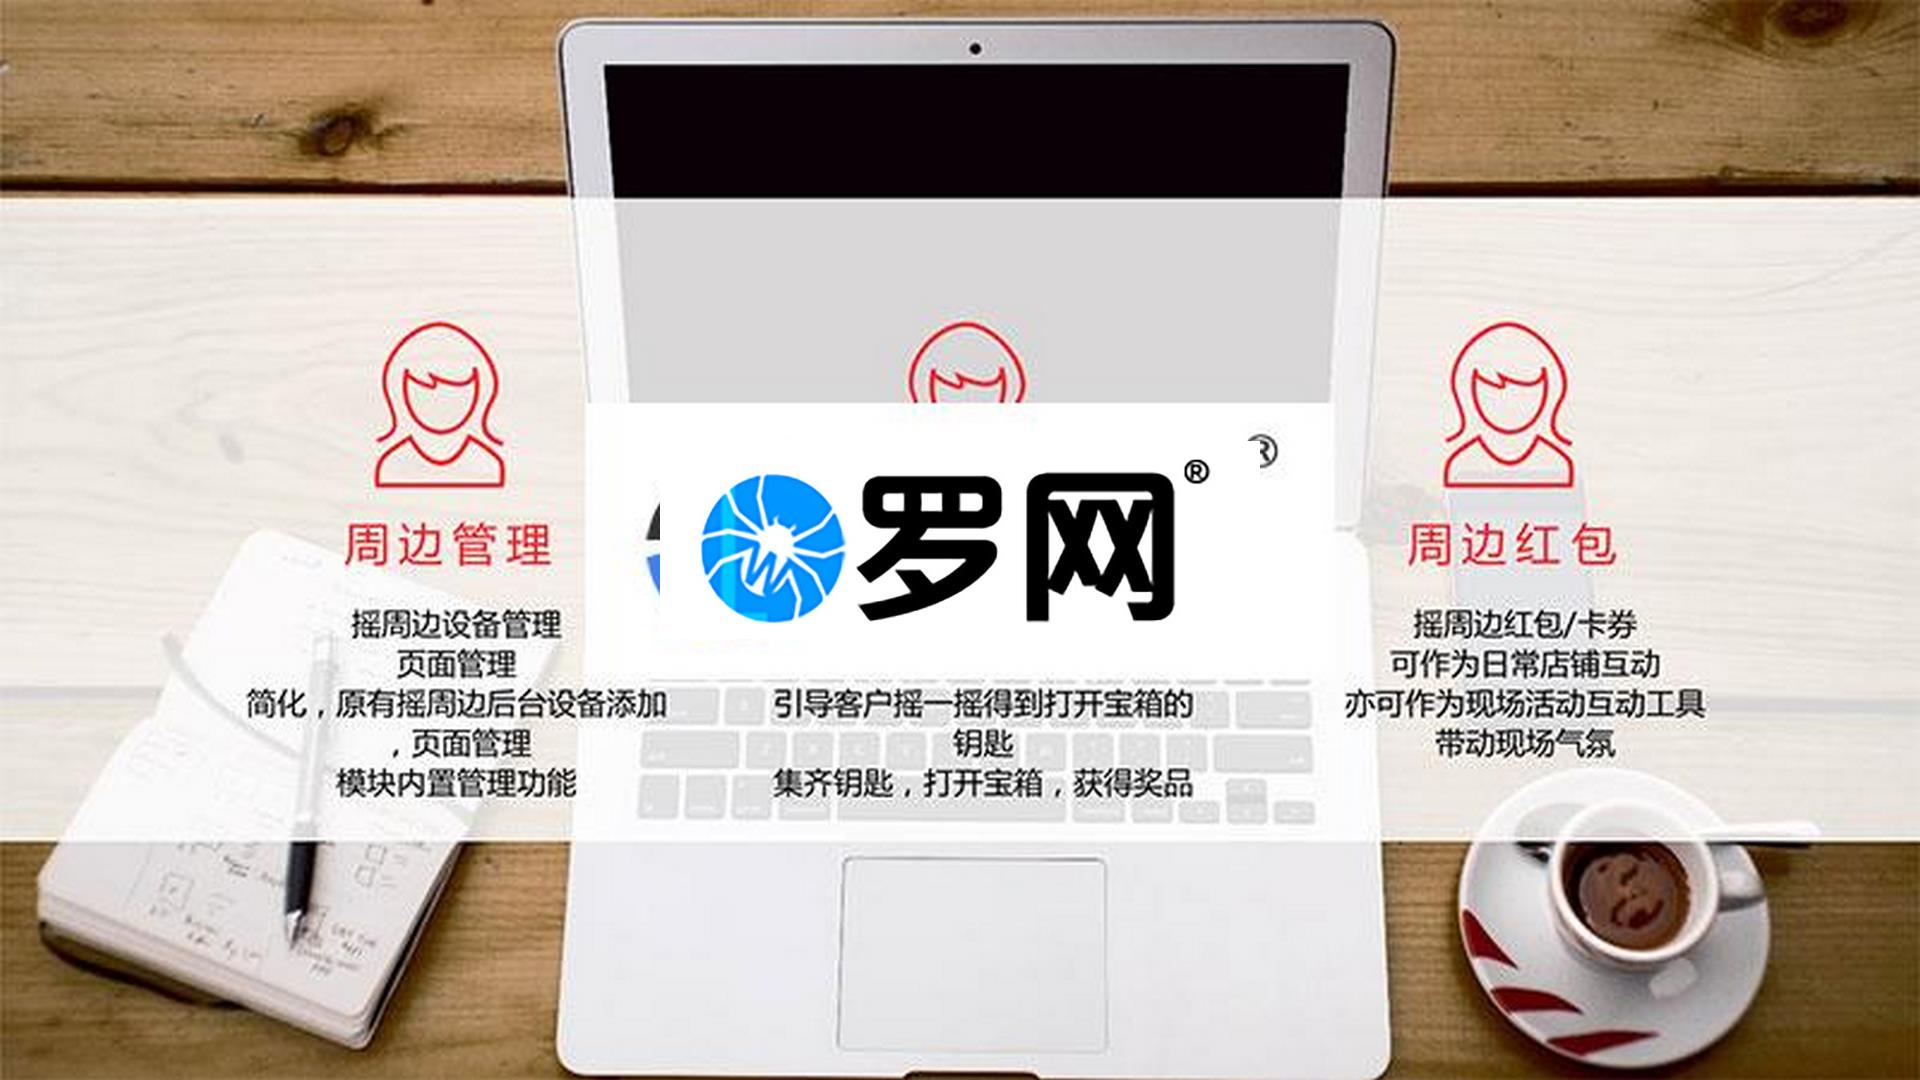 罗网®
®
周边管理
摇周边设备管理
页面管理
简化，原有摇周边后台设备添加
，页面管理
模块内置管理功能
引导客户摇一摇得到打开宝箱的
钥匙
集齐钥匙，打开宝箱，获得奖品
周边红包
摇周边红包/卡券
可作为日常店铺互动
亦可作为现场活动互动工具
带动现场气氛